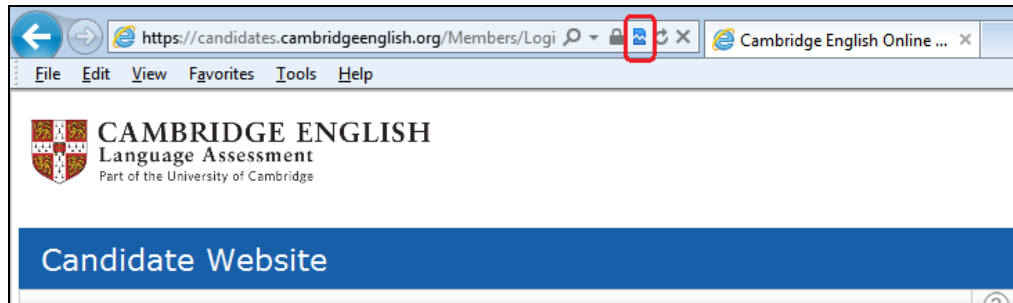 https://candidates.cambridgeenglish.org/Members/Logi
Cambridge English Online ...
File Edit View Favorites Tools Help
CAMBRIDGE ENGLISH
Language Assessment
Part of the University of Cambridge
Candidate Website